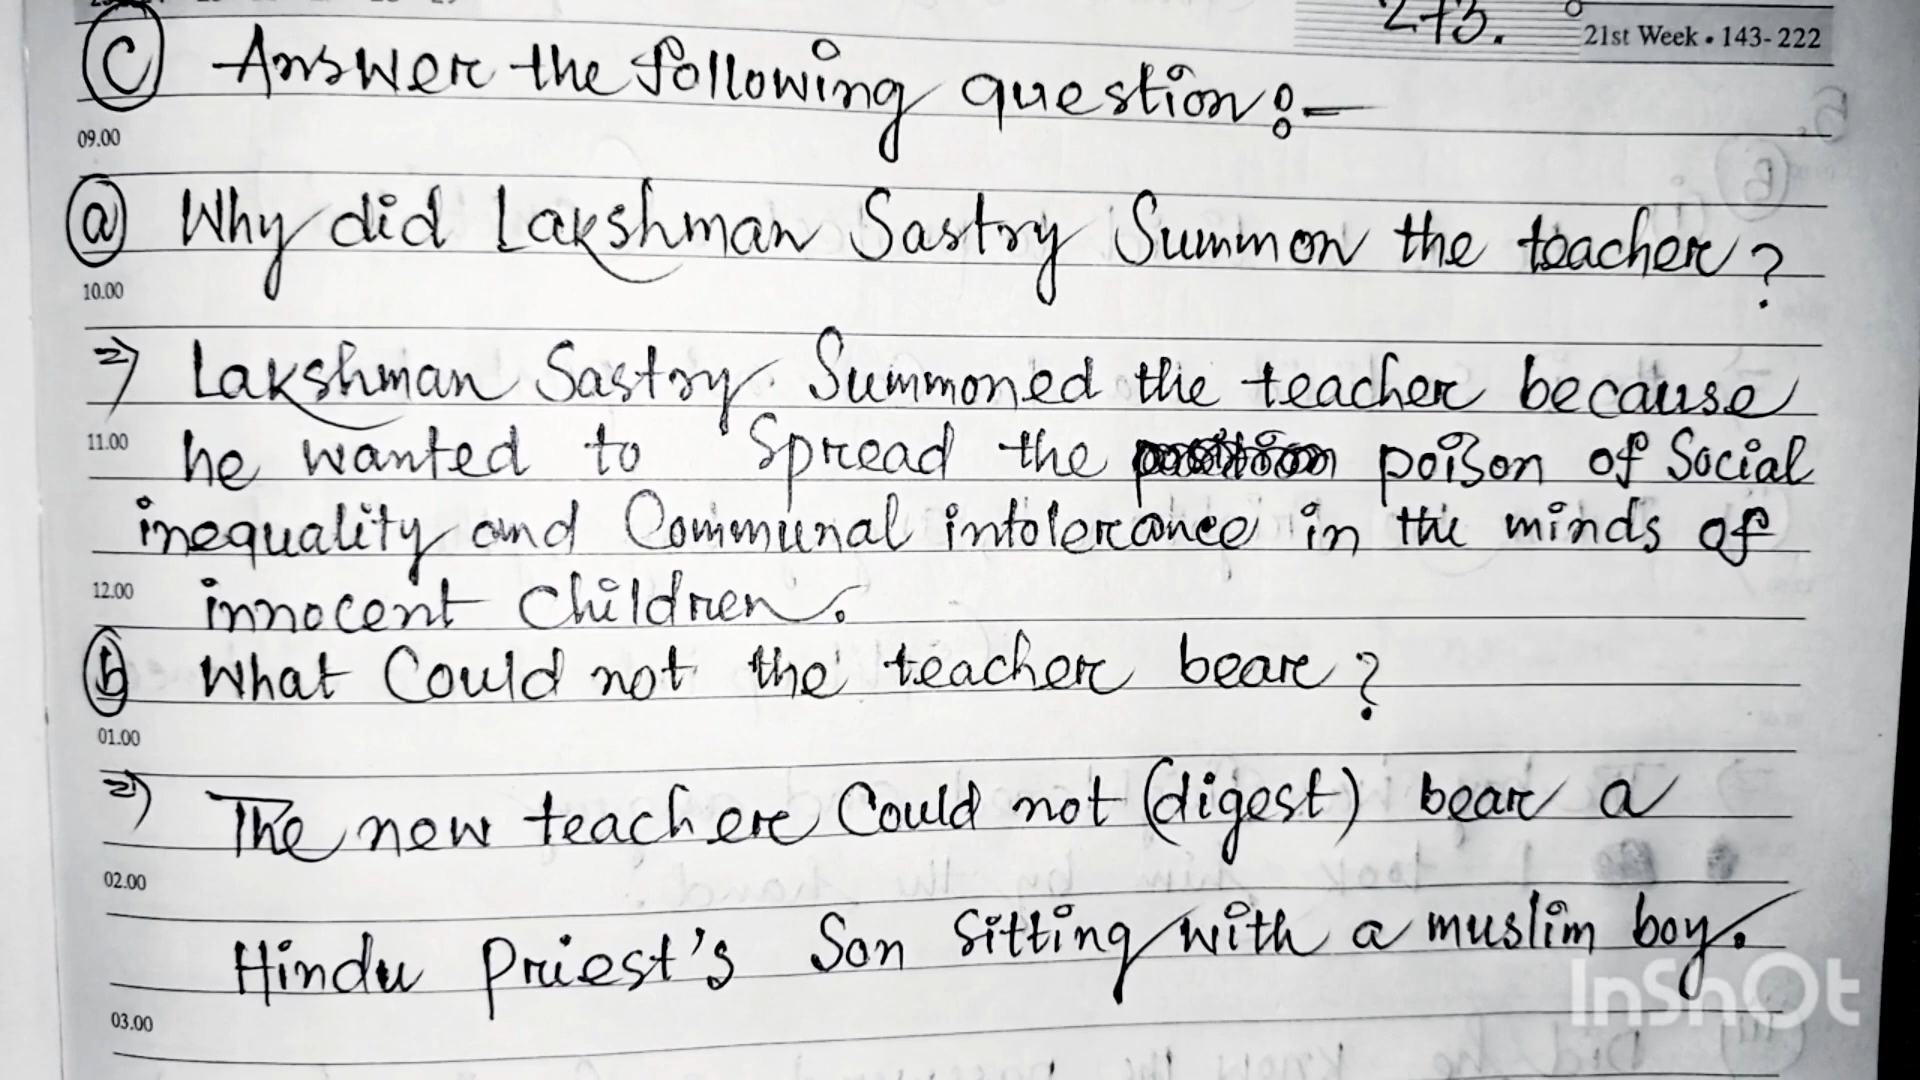 273.
21st Week • 143-222
(C) Answer the following question :-
09.00
(a) Why did Lakshman Sastry Summon the teacher?
10.00
=) Lakshman Sastry Summoned the teacher because
11.00 he wanted to Spread the poison of Social
inequality and Communal intolerance in the minds of
12.00 innocent Children.
(b) What Could not the teacher bear?
01.00
=) The new teacher Could not (digest) bear a
02.00
Hindu Priest's Son Sitting with a muslim boy.
03.00
InShOt